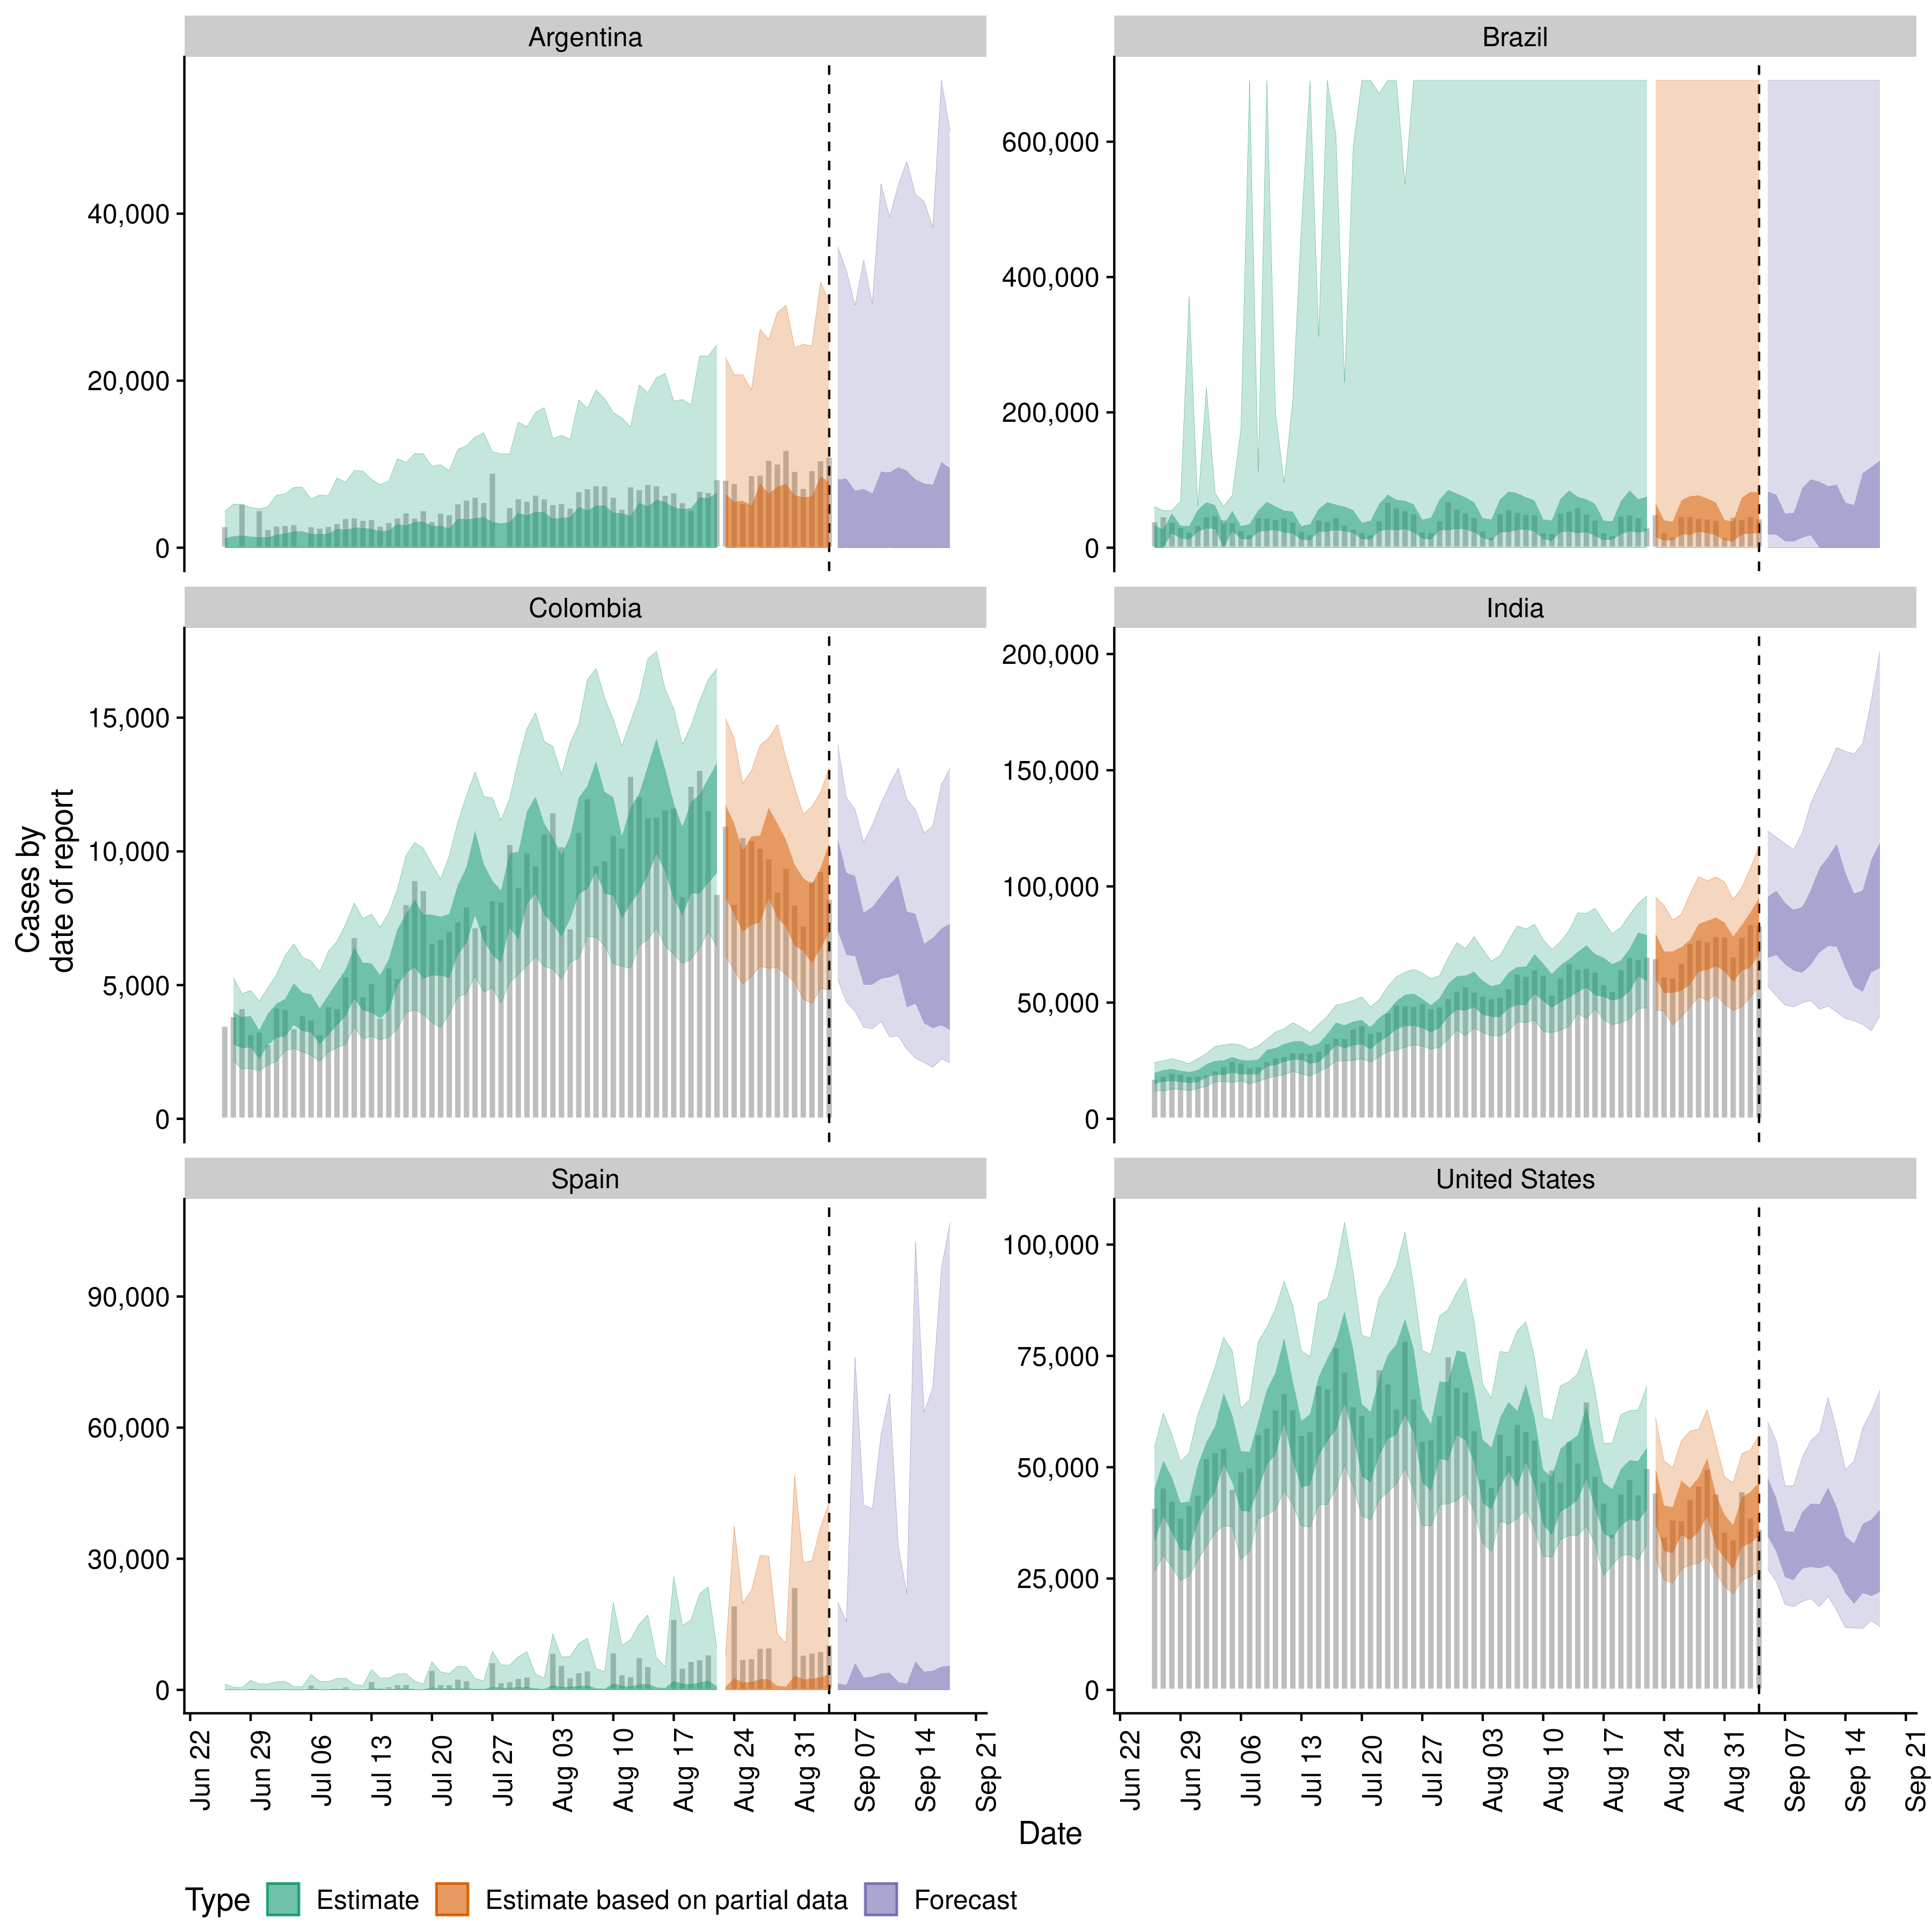 Argentina
Brazil
40,000
20,000
0
600,000
400,000
200,000
0
Colombia
India
15,000
10,000
5,000
0
200,000
150,000
100,000
50,000
0
Cases by
date of report
Spain
United States
90,000
60,000
30,000
0
100,000
75,000
50,000
25,000
0
Jun 22
Jun 29
Jul 06
Jul 13
Jul 20
Jul 27
Aug 03
Aug 10
Aug 17
Aug 24
Aug 31
Sep 07
Sep 14
Sep 21
Jun 22
Jun 29
Jul 06
Jul 13
Jul 20
Jul 27
Aug 03
Aug 10
Aug 17
Aug 24
Aug 31
Sep 07
Sep 14
Sep 21
Date
Type Estimate Estimate based on partial data Forecast